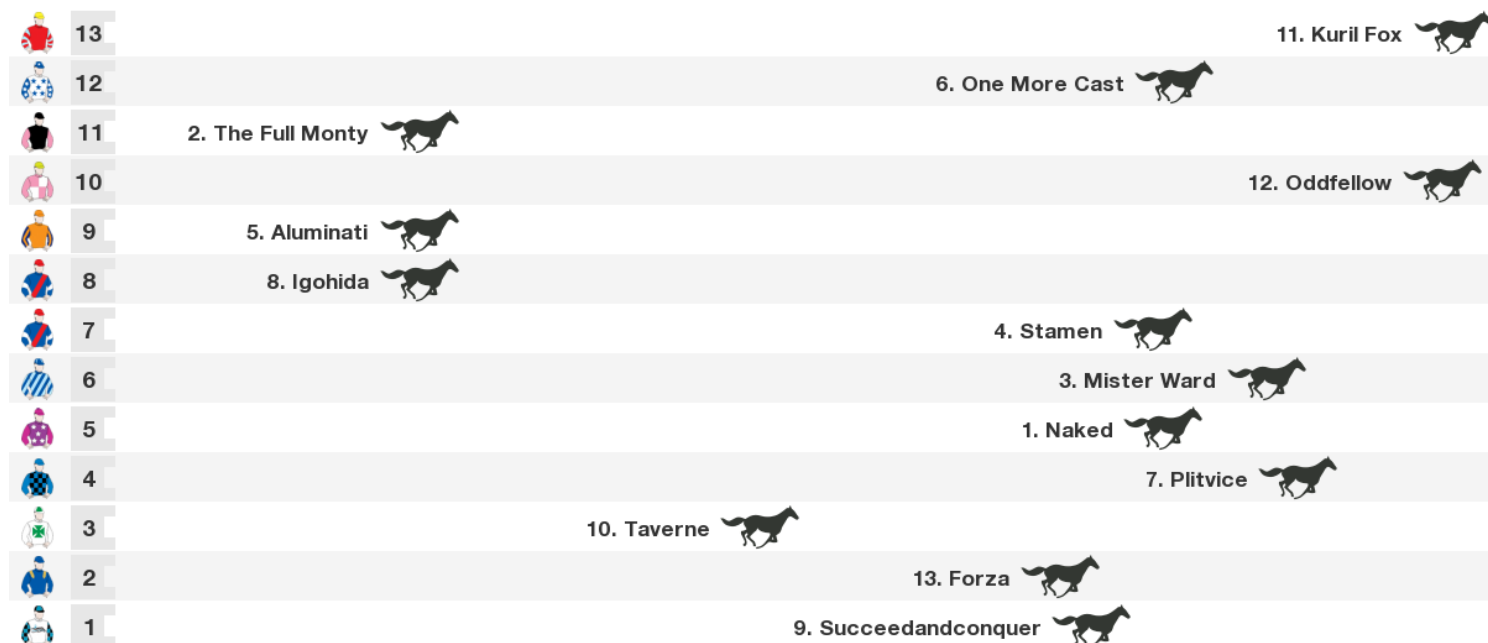 13 11. Kuril Fox
12 6. One More Cast
11 2. The Full Monty
10 12. Oddfellow
9 5. Aluminati
8 8. Igohida
7 4. Stamen
6 3. Mister Ward
5 1. Naked
4 7. Plitvice
3 10. Taverne
2 13. Forza
1 9. Succeedandconquer